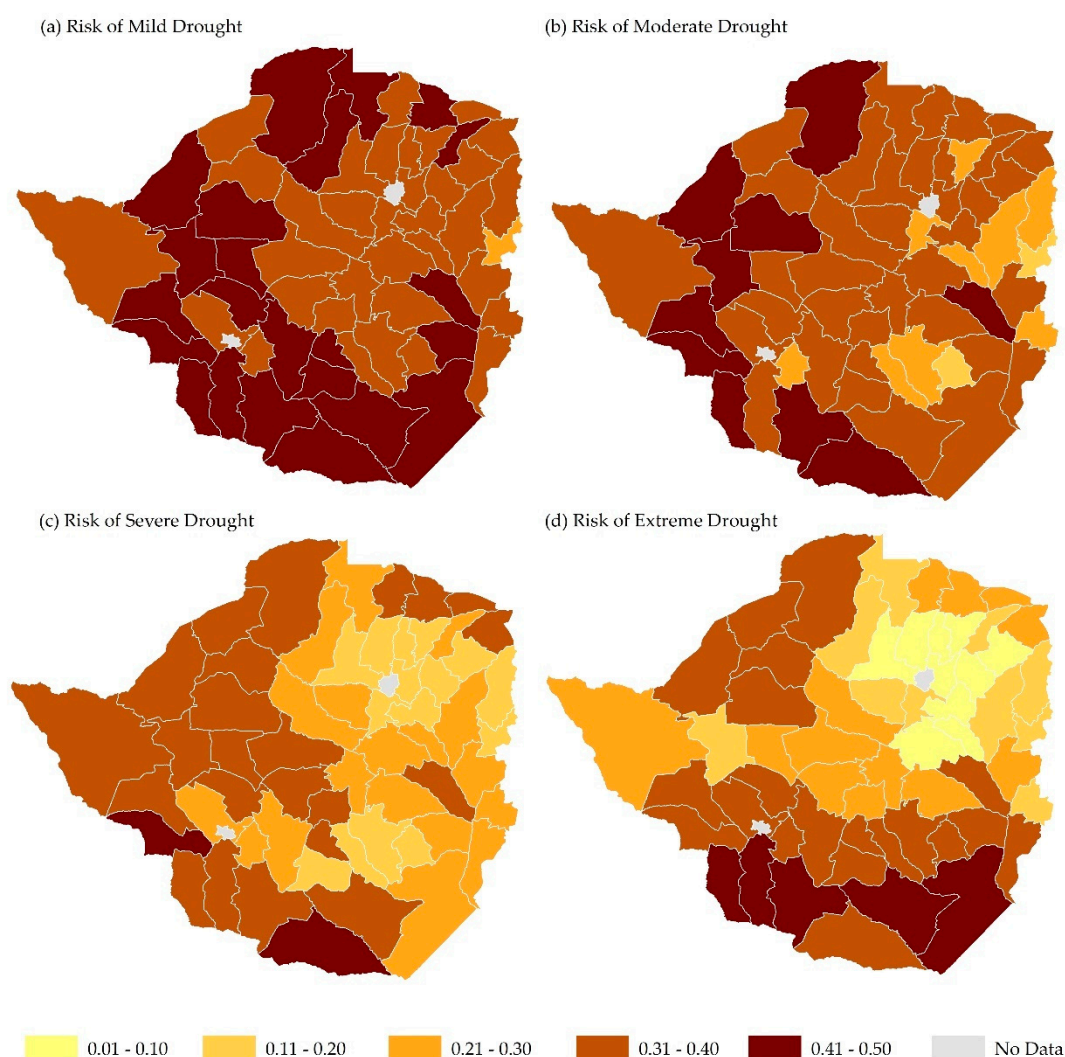 (a) Risk of Mild Drought
(b) Risk of Moderate Drought
(c) Risk of Severe Drought
(d) Risk of Extreme Drought
0.01 - 0.10
0.11 - 0.20
0.21 - 0.30
0.31 - 0.40
0.41 - 0.50
No Data